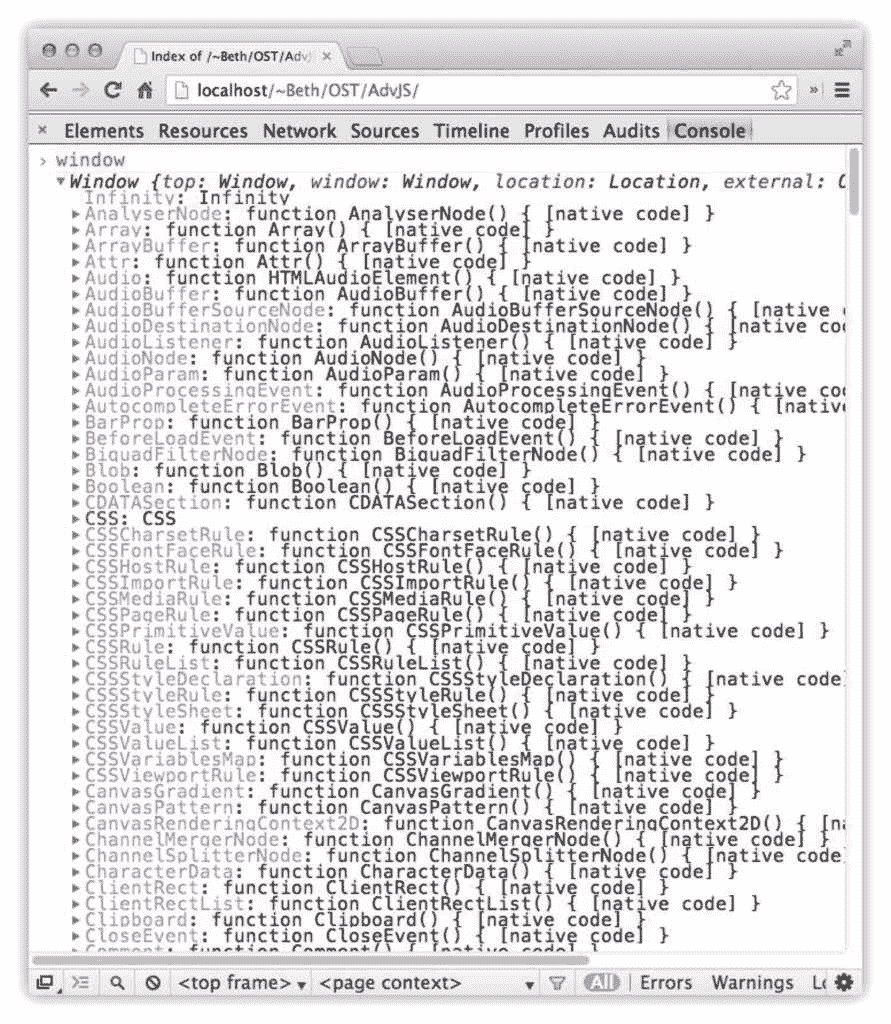 Index of /~Beth/OST/AdvJ
localhost/~Beth/OST/AdvJS/
Elements Resources Network Sources Timeline Profiles Audits Console
window
Window {top: Window, window: Window, location: Location, external:
Infinity: Infinity
AnalyserNode: function AnalyserNode() { [native code] }
Array: function Array() { [native code] }
ArrayBuffer: function ArrayBuffer() { [native code] }
Attr: function Attr() { [native code] }
Audio: function HTMLAudioElement() { [native code] }
AudioBuffer: function AudioBuffer() { [native code] }
AudioBufferSourceNode: function AudioBufferSourceNode() { [native
AudioDestinationNode: function AudioDestinationNode() { [native co
AudioListener: function AudioListener() { [native code] }
AudioNode: function AudioNode() { [native code] }
AudioParam: function AudioParam() { [native code] }
AudioProcessingEvent: function AudioProcessingEvent() { [native co
AutocompleteErrorEvent: function AutocompleteErrorEvent() { [nativ
BarProp: function BarProp() { [native code] }
BeforeLoadEvent: function BeforeLoadEvent() { [native code] }
BiquadFilterNode: function BiquadFilterNode() { [native code] }
Blob: function Blob() { [native code] }
Boolean: function Boolean() { [native code] }
CDATASection: function CDATASection() { [native code] }
CSS: CSS
CSSCharsetRule: function CSSCharsetRule() { [native code] }
CSSFontFaceRule: function CSSFontFaceRule() { [native code] }
CSSHostRule: function CSSHostRule() { [native code] }
CSSImportRule: function CSSImportRule() { [native code] }
CSSMediaRule: function CSSMediaRule() { [native code] }
CSSPageRule: function CSSPageRule() { [native code] }
CSSPrimitiveValue: function CSSPrimitiveValue() { [native code] }
CSSRule: function CSSRule() { [native code] }
CSSRuleList: function CSSRuleList() { [native code] }
CSSStyleDeclaration: function CSSStyleDeclaration() { [native code
CSSStyleRule: function CSSStyleRule() { [native code] }
CSSStyleSheet: function CSSStyleSheet() { [native code] }
CSSValue: function CSSValue() { [native code] }
CSSValueList: function CSSValueList() { [native code] }
CSSVariablesMap: function CSSVariablesMap() { [native code] }
CSSViewportRule: function CSSViewportRule() { [native code] }
CanvasGradient: function CanvasGradient() { [native code] }
CanvasPattern: function CanvasPattern() { [native code] }
CanvasRenderingContext2D: function CanvasRenderingContext2D() { [na
ChannelMergerNode: function ChannelMergerNode() { [native code] }
ChannelSplitterNode: function ChannelSplitterNode() { [native code
CharacterData: function CharacterData() { [native code] }
ClientRect: function ClientRect() { [native code] }
ClientRectList: function ClientRectList() { [native code] }
Clipboard: function Clipboard() { [native code] }
CloseEvent: function CloseEvent() { [native code] }
Comment: function Comment() { [native code] }
<top frame> <page context> All Errors Warnings